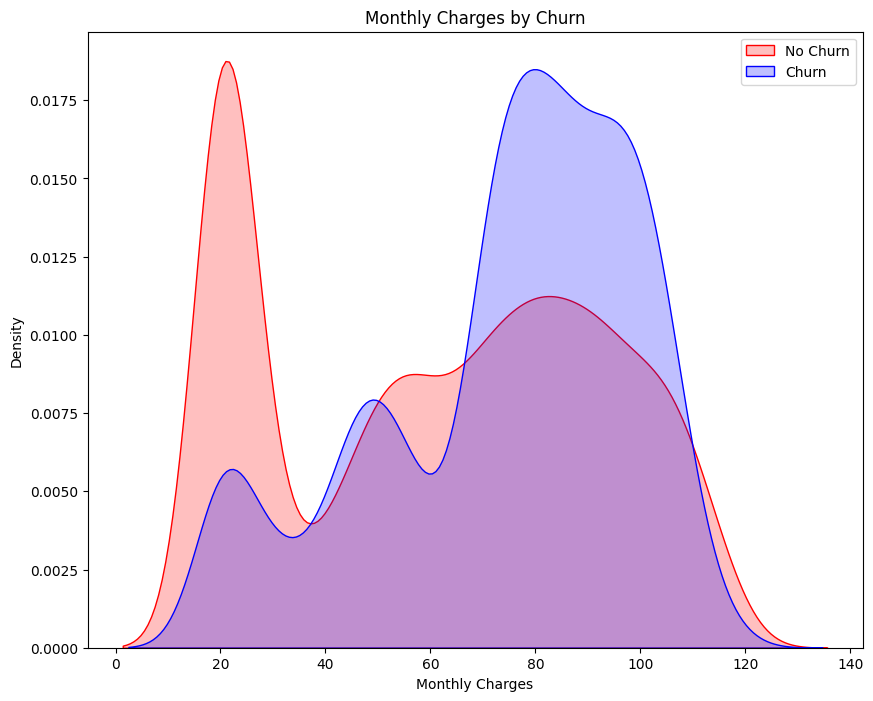 Monthly Charges by Churn
No Churn
Churn
Density
0.0175
0.0150
0.0125
0.0100
0.0075
0.0050
0.0025
0.0000
0 20 40 60 80 100 120 140
Monthly Charges